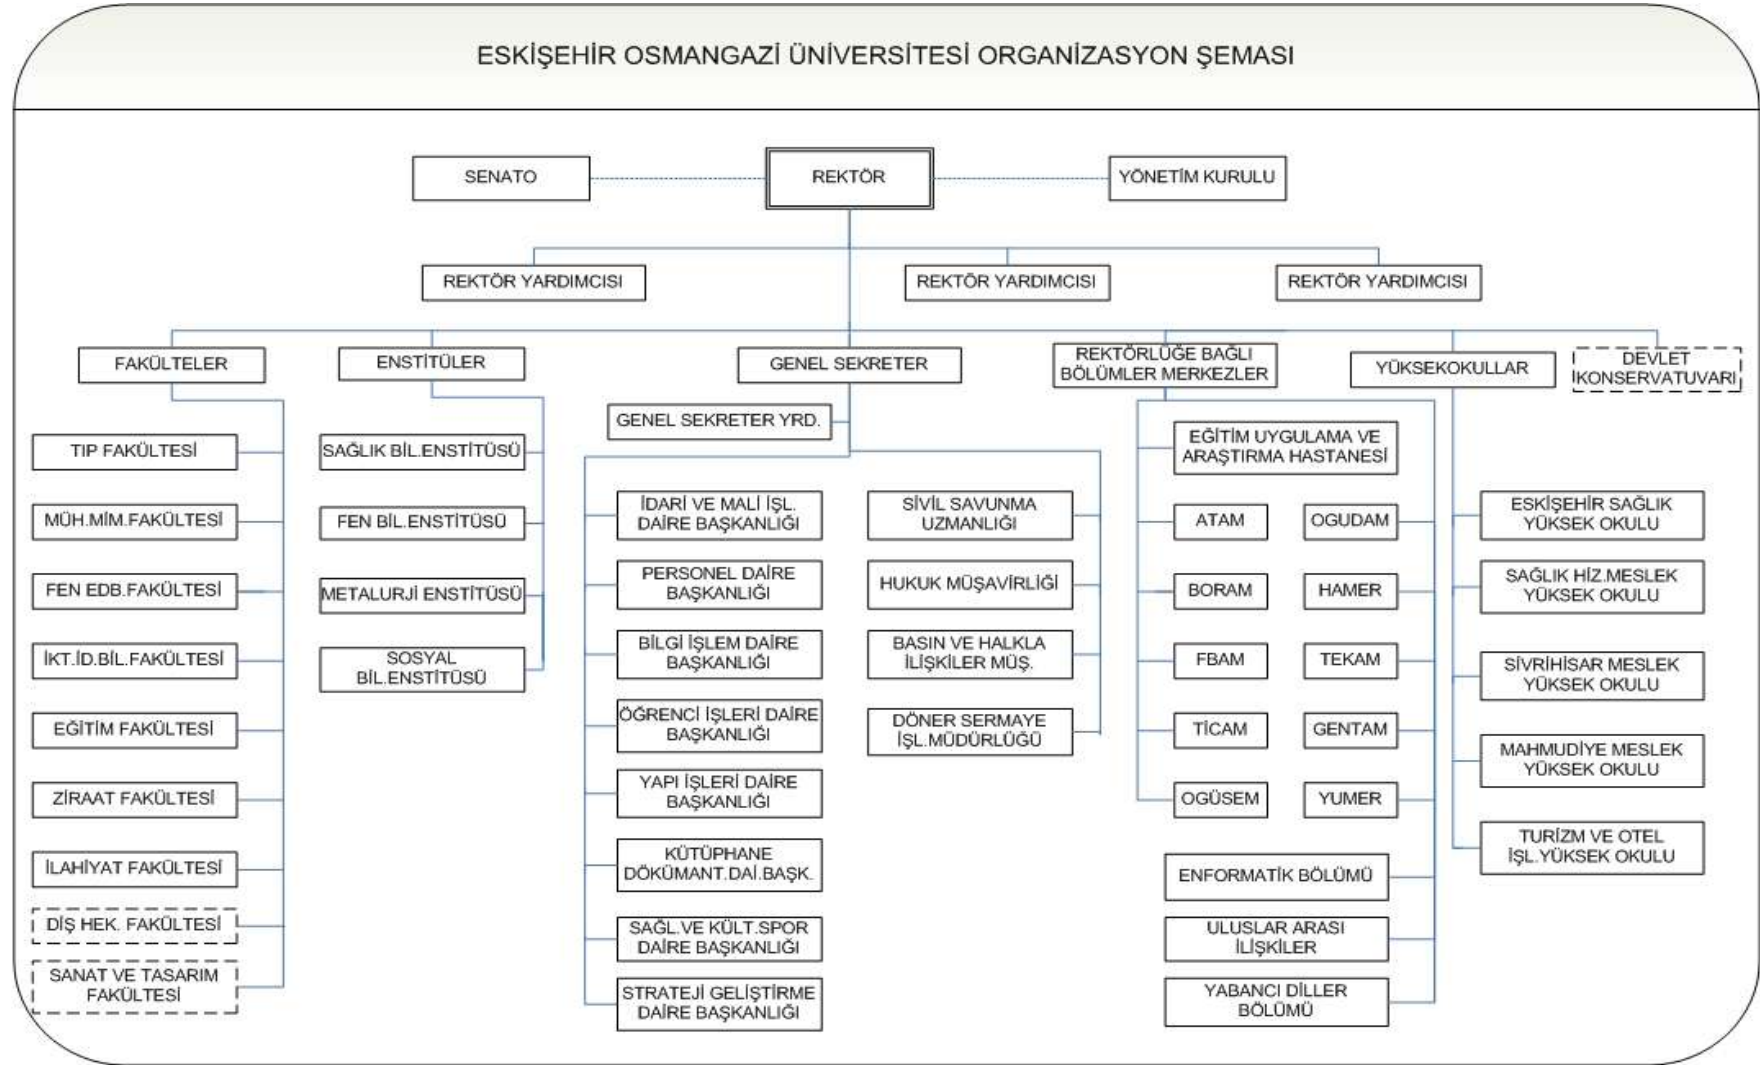 ESKİŞEHİR OSMANGAZİ ÜNİVERSİTESİ ORGANİZASYON ŞEMASI
SENATO
REKTÖR
YÖNETİM KURULU
REKTÖR YARDIMCISI
REKTÖR YARDIMCISI
REKTÖR YARDIMCISI
FAKÜLTELER
ENSTİTÜLER
GENEL SEKRETER
REKTÖRLÜĞE BAĞLI
BÖLÜMLER MERKEZLER
YÜKSEKOKULLAR
DEVLET
KONSERVATUVARI
TIP FAKÜLTESİ
MÜH.MİM.FAKÜLTESİ
FEN EDB.FAKÜLTESİ
İKT.İD.BİL.FAKÜLTESİ
EĞİTİM FAKÜLTESİ
ZİRAAT FAKÜLTESİ
İLAHİYAT FAKÜLTESİ
DİŞ HEK. FAKÜLTESİ
SANAT VE TASARIM
FAKÜLTESİ
SAĞLIK BİL.ENSTİTÜSÜ
FEN BİL.ENSTİTÜSÜ
METALURJİ ENSTİTÜSÜ
SOSYAL
BİL.ENSTİTÜSÜ
GENEL SEKRETER YRD.
İDARİ VE MALİ İŞL.
DAİRE BAŞKANLIĞI
PERSONEL DAİRE
BAŞKANLIĞI
BİLGİ İŞLEM DAİRE
BAŞKANLIĞI
ÖĞRENCİ İŞLERİ DAİRE
BAŞKANLIĞI
YAPI İŞLERİ DAİRE
BAŞKANLIĞI
KÜTÜPHANE
DÖKÜMANT.DAİ.BAŞK.
SAĞL.VE KÜLT.SPOR
DAİRE BAŞKANLIĞI
STRATEJİ GELİŞTİRME
DAİRE BAŞKANLIĞI
SİVİL SAVUNMA
UZMANLIĞI
HUKUK MÜŞAVİRLİĞİ
BASIN VE HALKLA
İLİŞKİLER MÜŞ.
DÖNER SERMAYE
İŞL.MÜDÜRLÜĞÜ
EĞİTİM UYGULAMA VE
ARAŞTIRMA HASTANESİ
ATAM
OGUDAM
BORAM
HAMER
FBAM
TEKAM
TİCAM
GENTAM
OGÜSEM
YUMER
ENFORMATİK BÖLÜMÜ
ULUSLAR ARASI
İLİŞKİLER
YABANCI DİLLER
BÖLÜMÜ
ESKİŞEHİR SAĞLIK
YÜKSEK OKULU
SAĞLIK HİZ.MESLEK
YÜKSEK OKULU
SİVRİHİSAR MESLEK
YÜKSEK OKULU
MAHMUDİYE MESLEK
YÜKSEK OKULU
TURİZM VE OTEL
İŞL.YÜKSEK OKULU